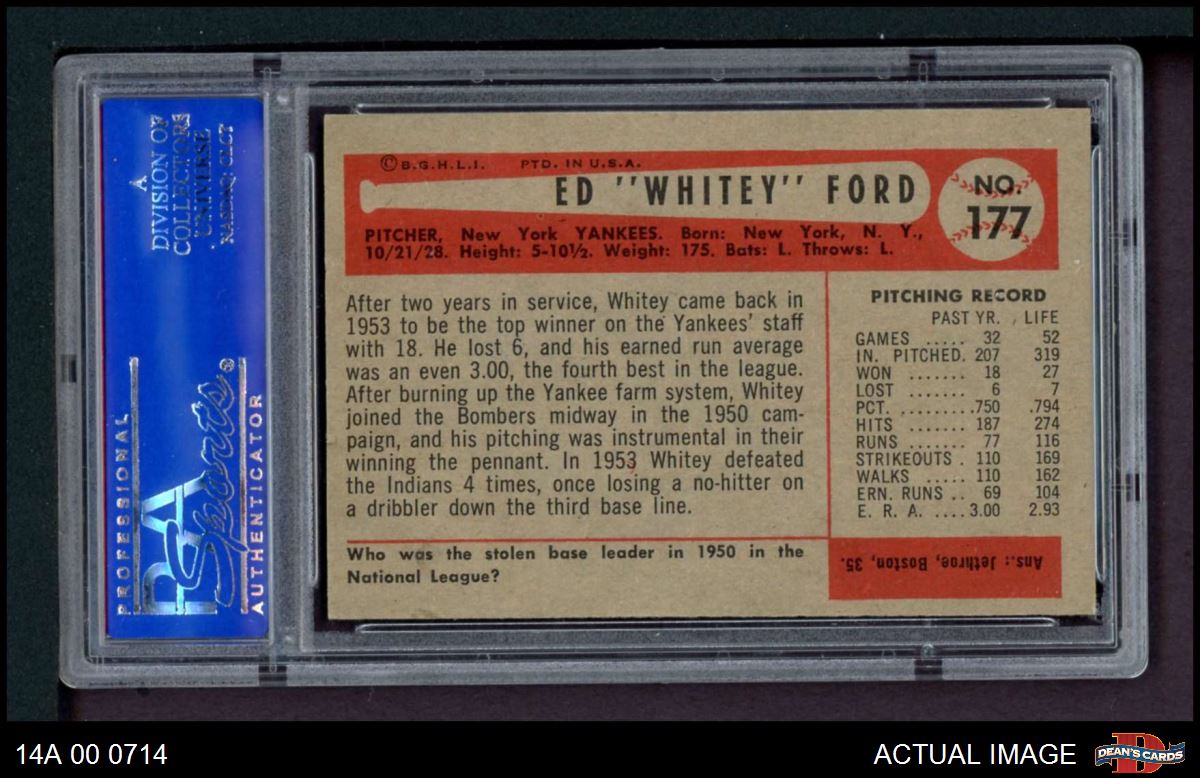 A
DIVISION OF
COLLECTORS
UNIVERSE
NASDAQ: CLCT
PROFESSIONAL
PSA
Sports®
AUTHENTICATOR
© B.G.H.L.I. PTD. IN U.S.A.
ED "WHITEY" FORD
NO.
177
PITCHER, New York YANKEES. Born: New York, N. Y.,
10/21/28. Height: 5-10½. Weight: 175. Bats: L. Throws: L.
After two years in service, Whitey came back in
1953 to be the top winner on the Yankees' staff
with 18. He lost 6, and his earned run average
was an even 3.00, the fourth best in the league.
After burning up the Yankee farm system, Whitey
joined the Bombers midway in the 1950 cam-
paign, and his pitching was instrumental in their
winning the pennant. In 1953 Whitey defeated
the Indians 4 times, once losing a no-hitter on
a dribbler down the third base line.
PITCHING RECORD
PAST YR. LIFE
GAMES ..... 32 52
IN. PITCHED. 207 319
WON ....... 18 27
LOST ....... 6 7
PCT. ........ .750 .794
HITS ....... 187 274
RUNS ....... 77 116
STRIKEOUTS . 110 169
WALKS ..... 110 162
ERN. RUNS .. 69 104
E. R. A. .... 3.00 2.93
Who was the stolen base leader in 1950 in the
National League?
Ans.: Jethroe, Boston, 35.
14A 00 0714
ACTUAL IMAGE
D
DEAN'S CARDS